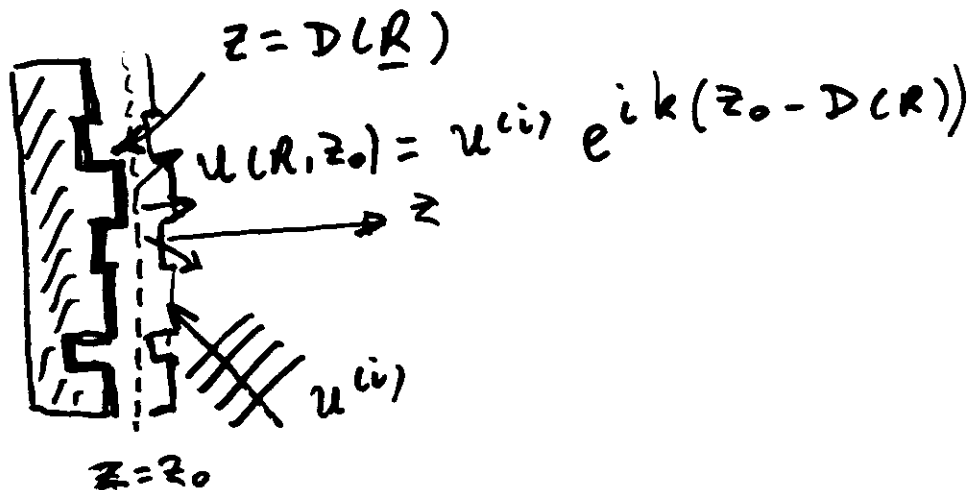 z = D(R)
u(R, z₀) = u⁽ⁱ⁾ e^{ik(z₀ - D(R))}
z
u⁽ⁱ⁾
z=z₀